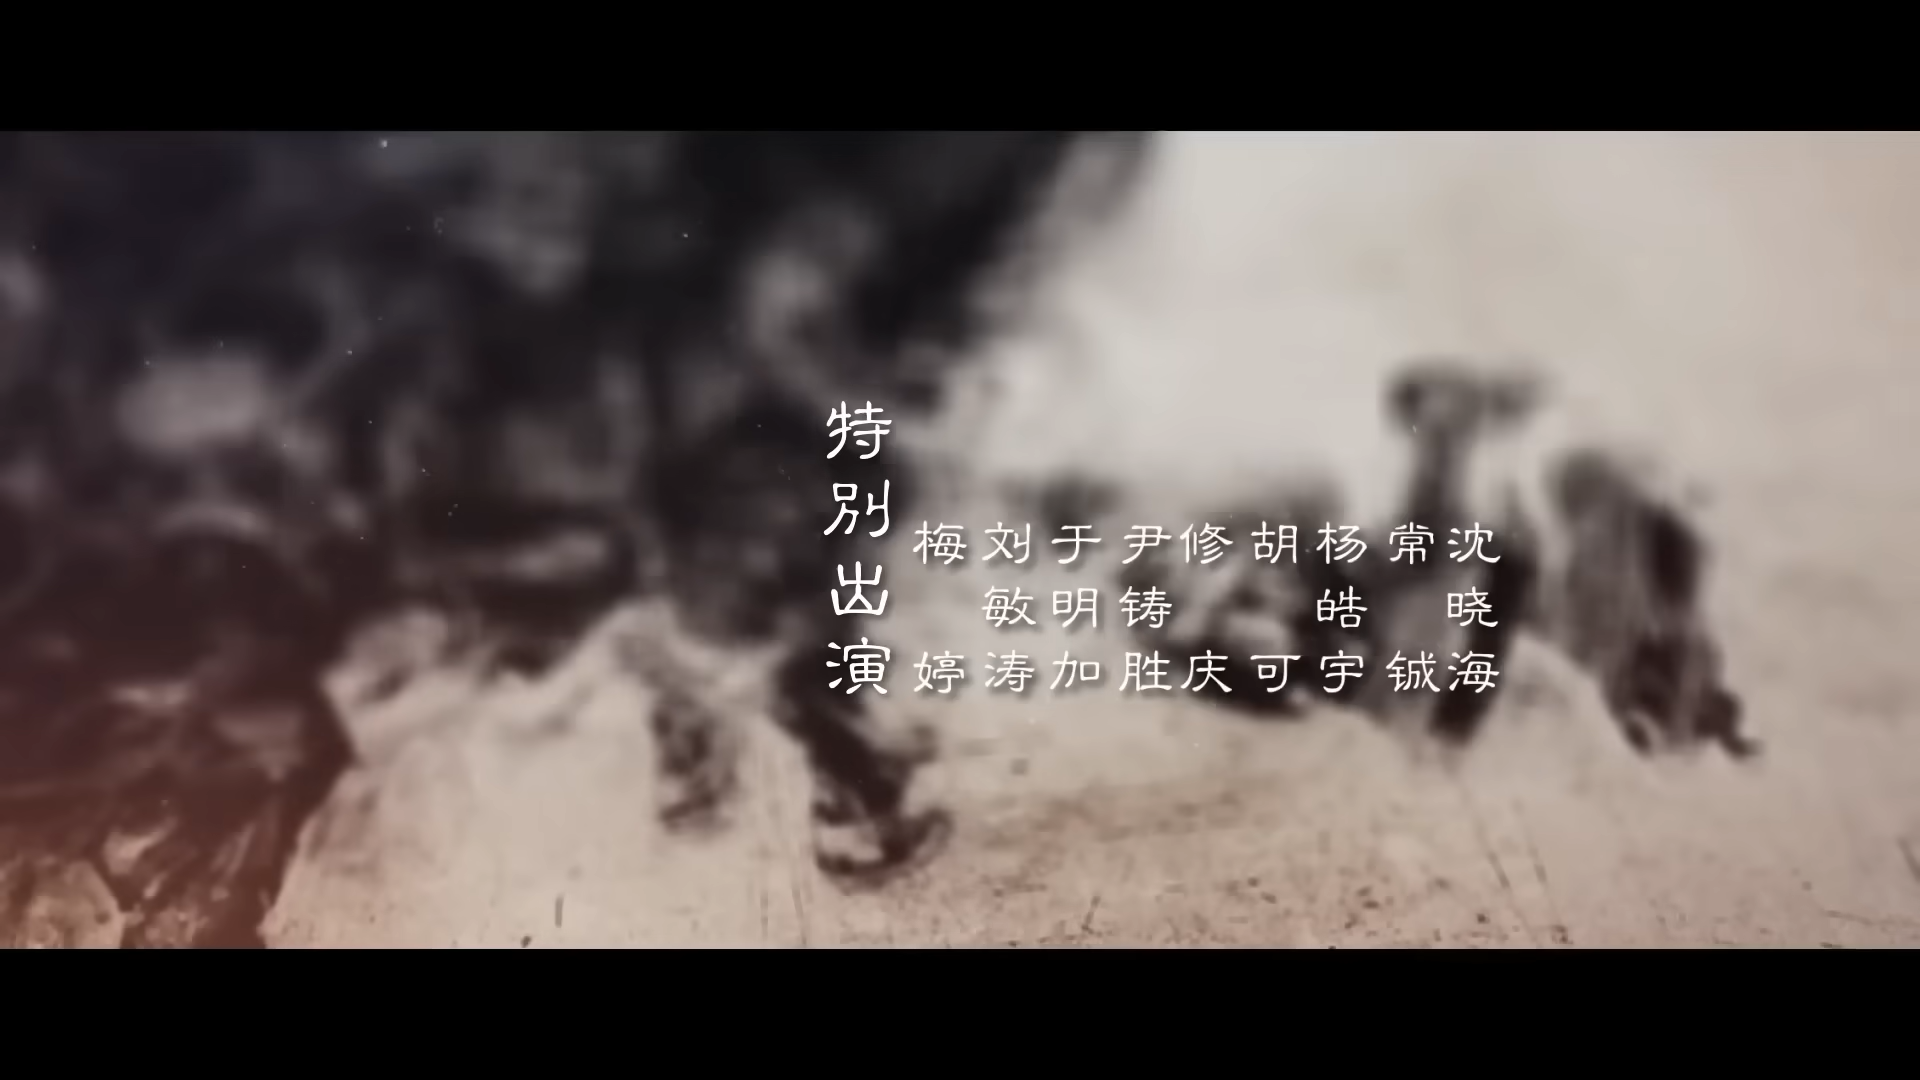 特别出演
梅婷
刘敏涛
于明加
尹铸胜
修庆
胡可
杨皓宇
常铖
沈晓海